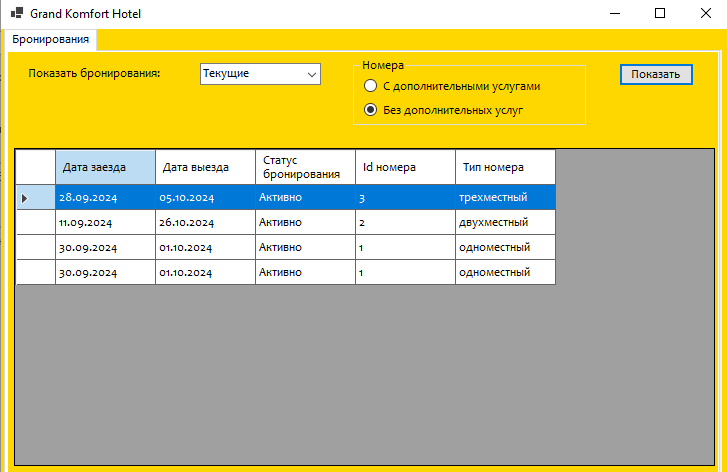 Grand Komfort Hotel
Бронирования
Показать бронирования:
Текущие
Номера
С дополнительными услугами
Без дополнительных услуг
Показать
Дата заезда Дата выезда Статус бронирования Id номера Тип номера
28.09.2024 05.10.2024 Активно 3 трехместный
11.09.2024 26.10.2024 Активно 2 двухместный
30.09.2024 01.10.2024 Активно 1 одноместный
30.09.2024 01.10.2024 Активно 1 одноместный